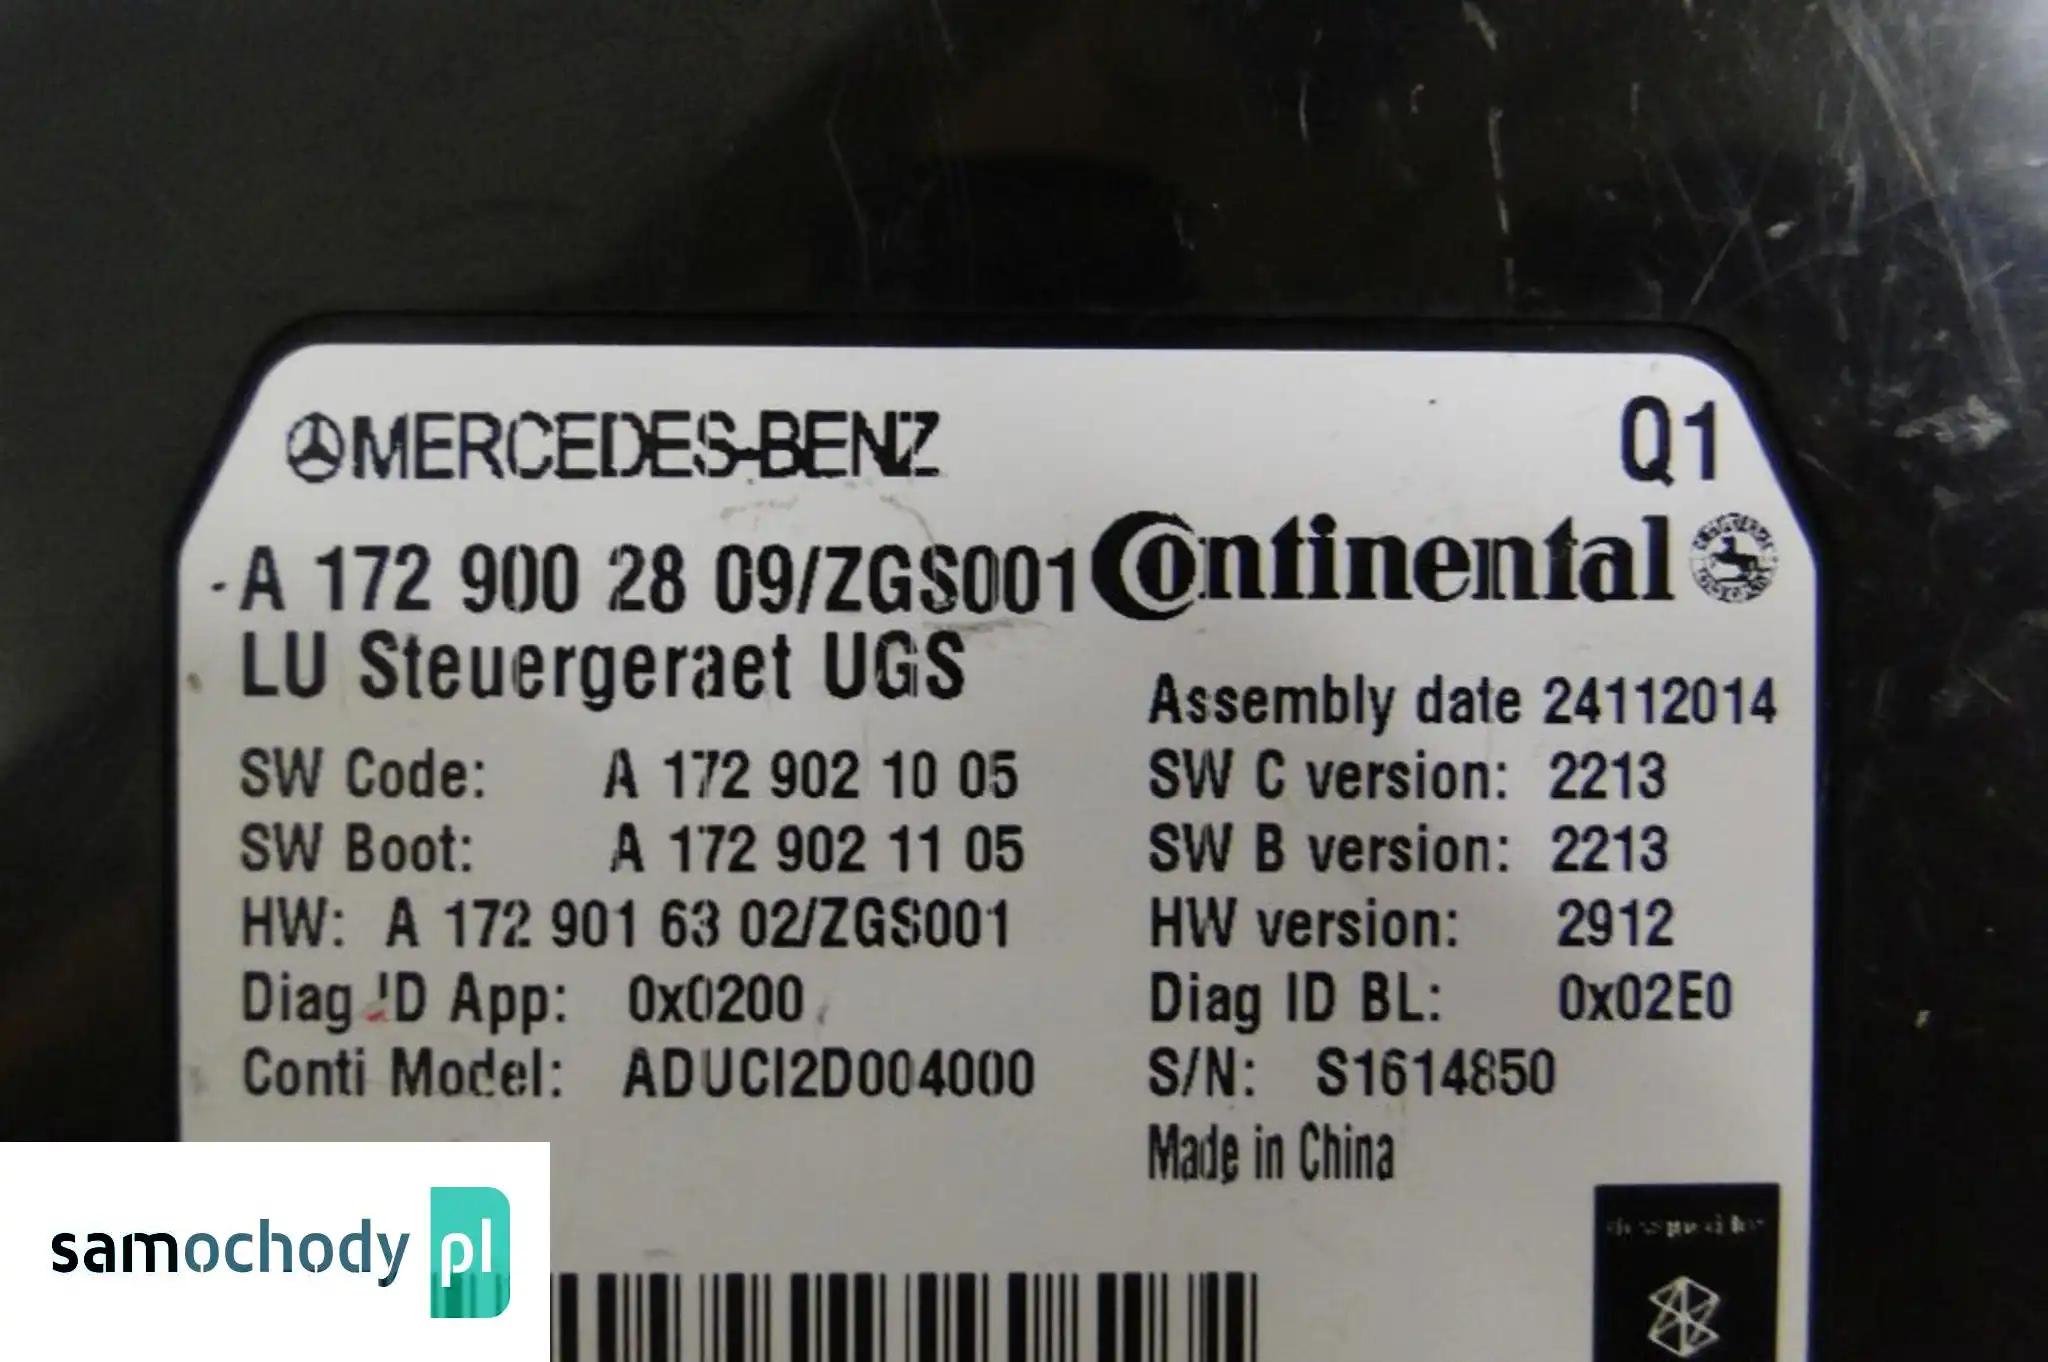 MERCEDES-BENZ
Q1
A 172 900 28 09/ZGS001
Continental
LU Steuergeraet UGS
Assembly date 24112014
SW Code: A 172 902 10 05
SW C version: 2213
SW Boot: A 172 902 11 05
SW B version: 2213
HW: A 172 901 63 02/ZGS001
HW version: 2912
Diag ID App: 0x0200
Diag ID BL: 0x02E0
Conti Model: ADUCI2D004000
S/N: S1614850
Made in China
samochody pl